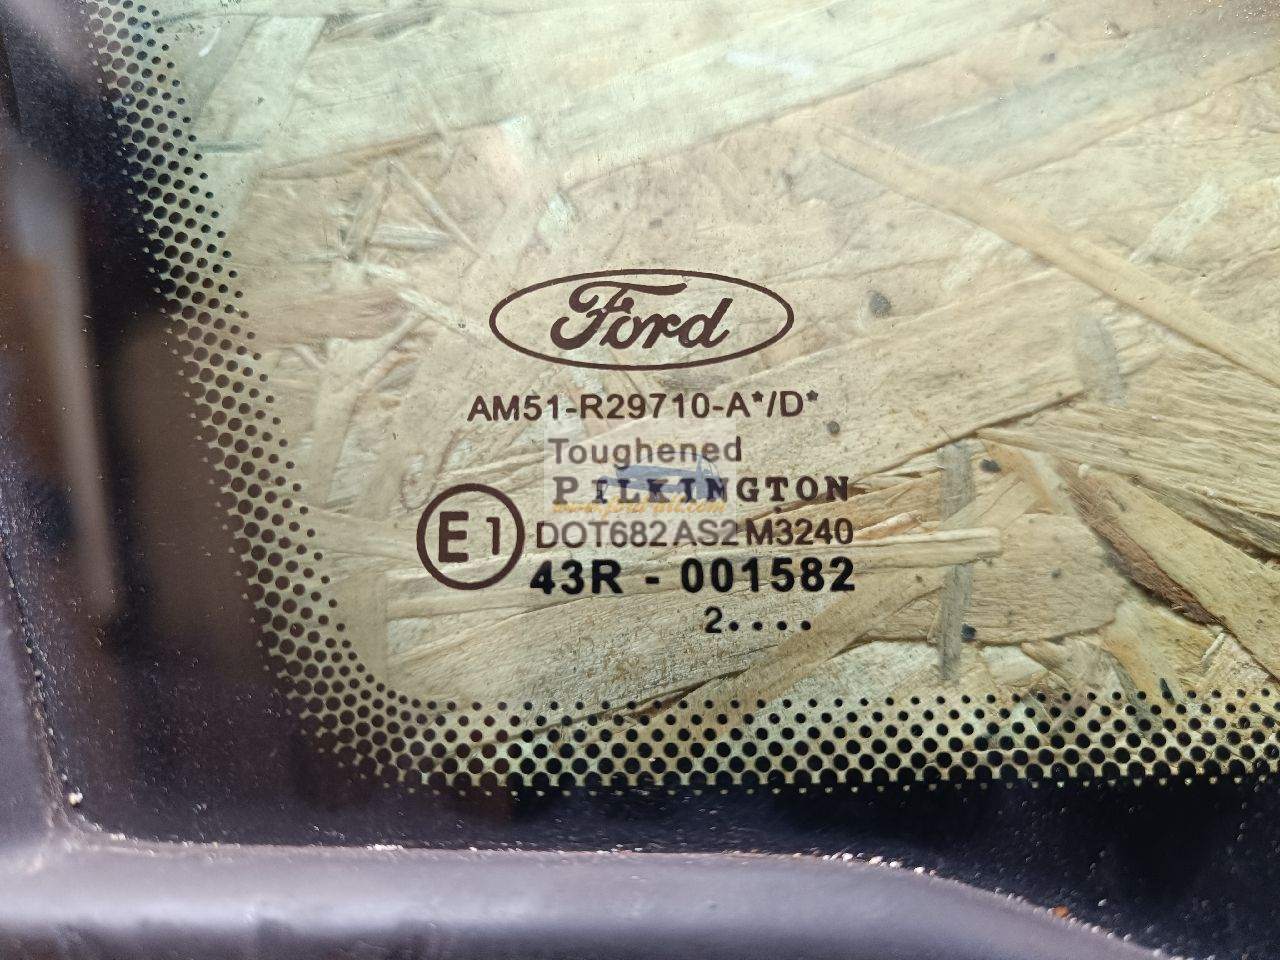 Ford
AM51-R29710-A*/D*
Toughened
PILKINGTON
E1
DOT682 AS2 M3240
43R - 001582
2....